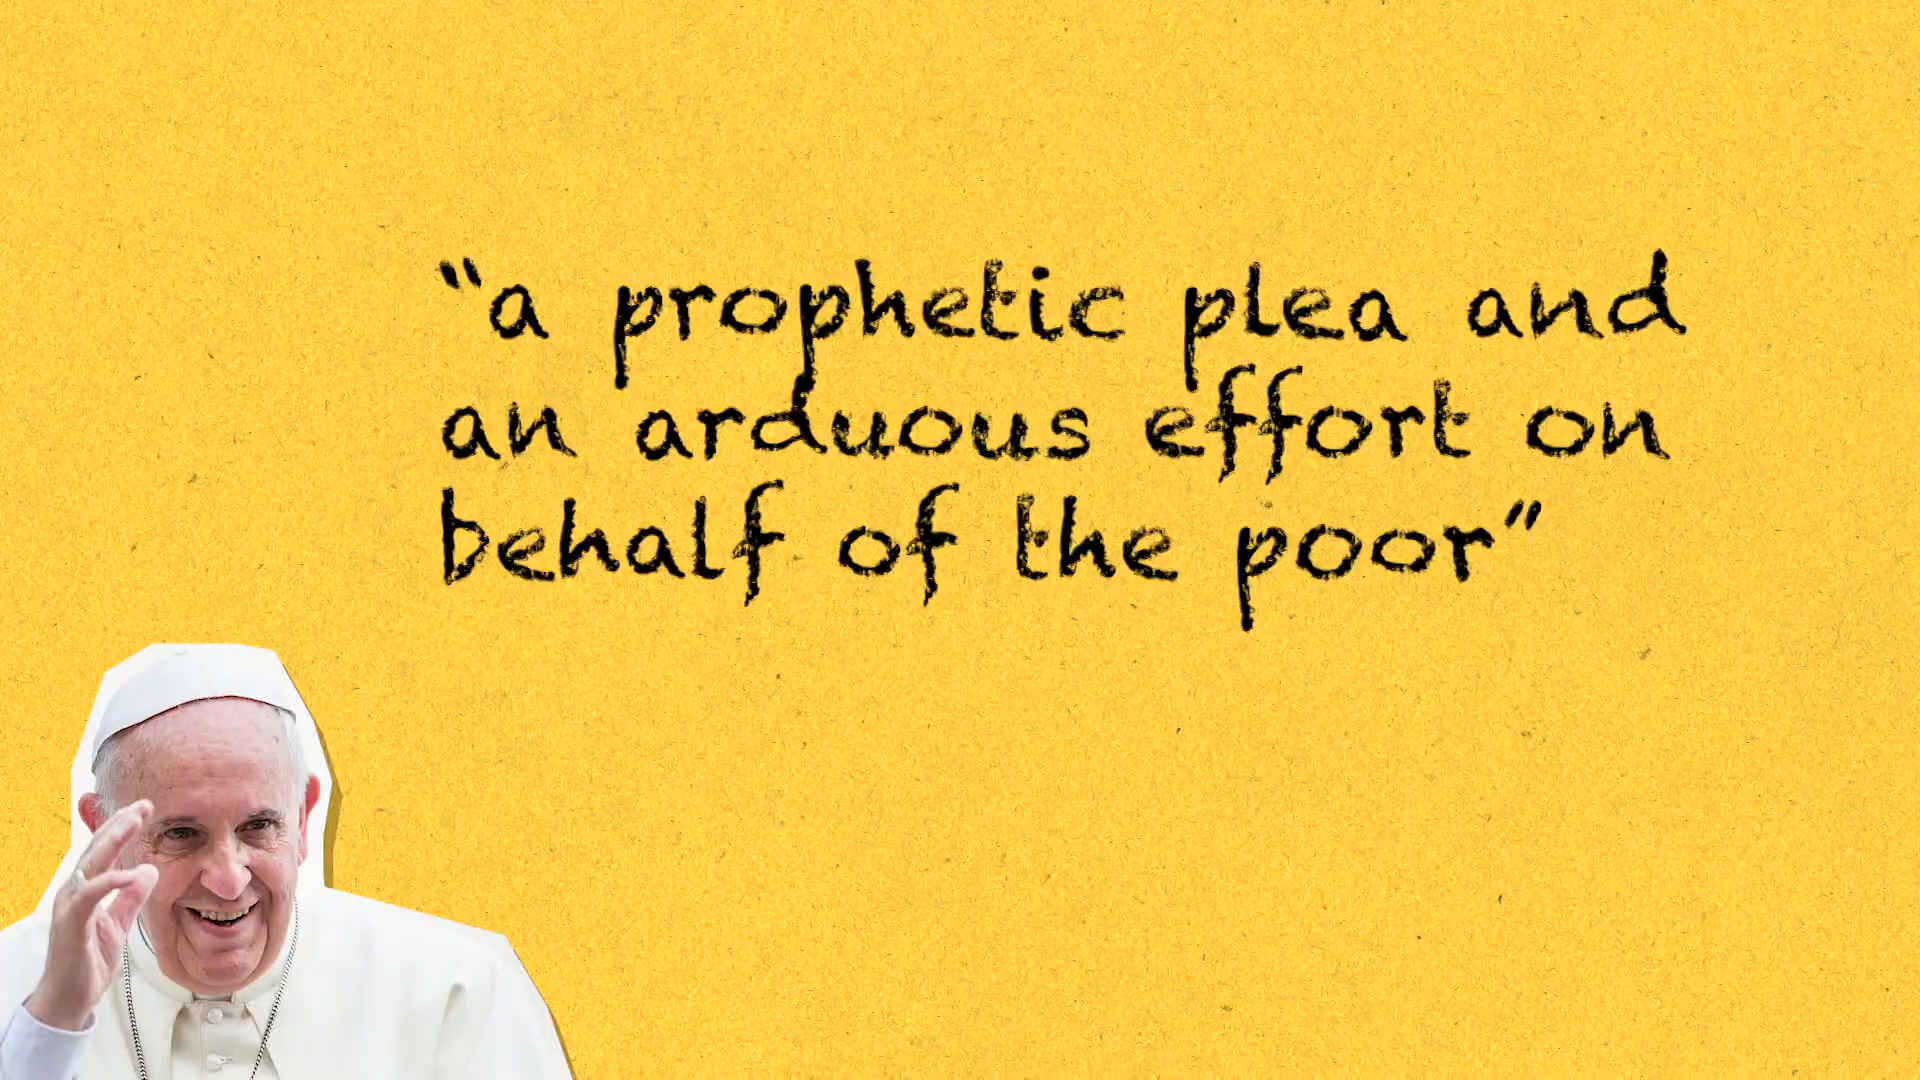 “a prophetic plea and
an arduous effort on
behalf of the poor”